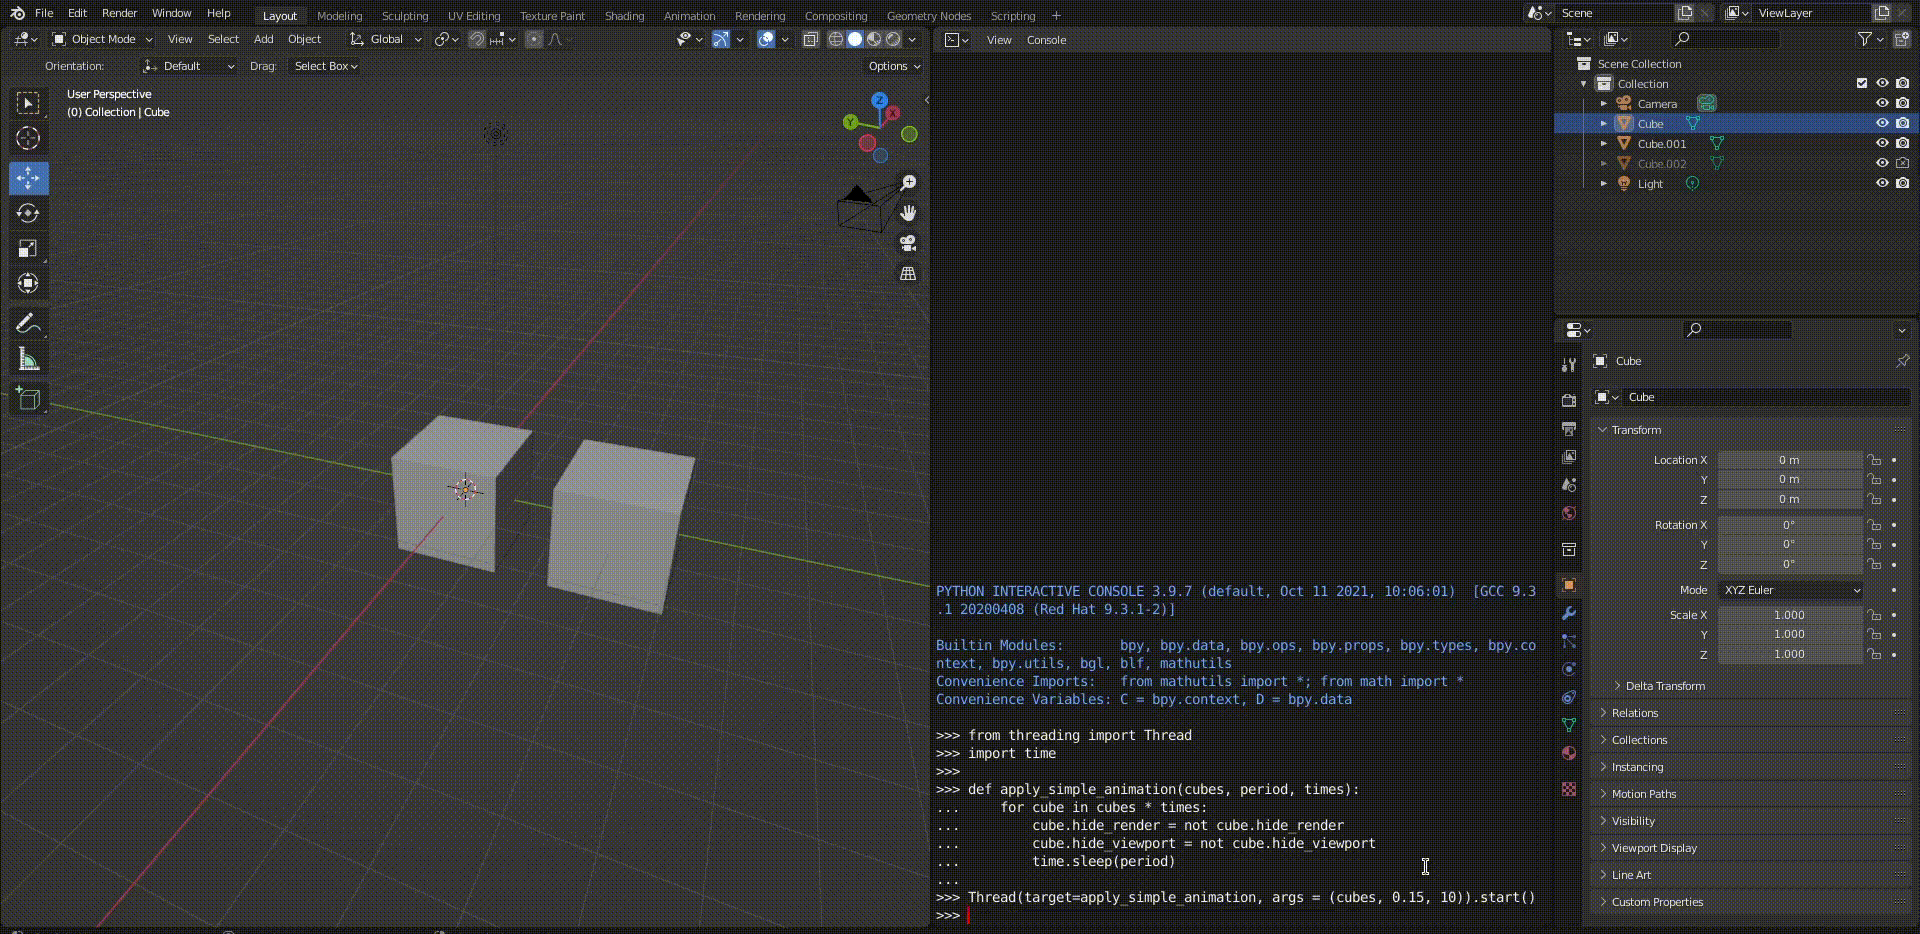 File Edit Render Window Help Layout Modeling Sculpting UV Editing Texture Paint Shading Animation Rendering Compositing Geometry Nodes Scripting + Scene ViewLayer
Object Mode View Select Add Object Global
Orientation: Default Drag: Select Box Options
User Perspective
(0) Collection | Cube
Z
X
Y
View Console
PYTHON INTERACTIVE CONSOLE 3.9.7 (default, Oct 11 2021, 10:06:01)  [GCC 9.3
.1 20200408 (Red Hat 9.3.1-2)]
Builtin Modules:       bpy, bpy.data, bpy.ops, bpy.props, bpy.types, bpy.co
ntext, bpy.utils, bgl, blf, mathutils
Convenience Imports:   from mathutils import *; from math import *
Convenience Variables: C = bpy.context, D = bpy.data
>>> from threading import Thread
>>> import time
>>>
>>> def apply_simple_animation(cubes, period, times):
...     for cube in cubes * times:
...         cube.hide_render = not cube.hide_render
...         cube.hide_viewport = not cube.hide_viewport
...         time.sleep(period)
...
>>> Thread(target=apply_simple_animation, args = (cubes, 0.15, 10)).start()
>>>
Scene Collection
Collection
Camera
Cube
Cube.001
Cube.002
Light
Cube
Cube
Transform
Location X 0 m
Y 0 m
Z 0 m
Rotation X 0°
Y 0°
Z 0°
Mode XYZ Euler
Scale X 1.000
Y 1.000
Z 1.000
Delta Transform
Relations
Collections
Instancing
Motion Paths
Visibility
Viewport Display
Line Art
Custom Properties